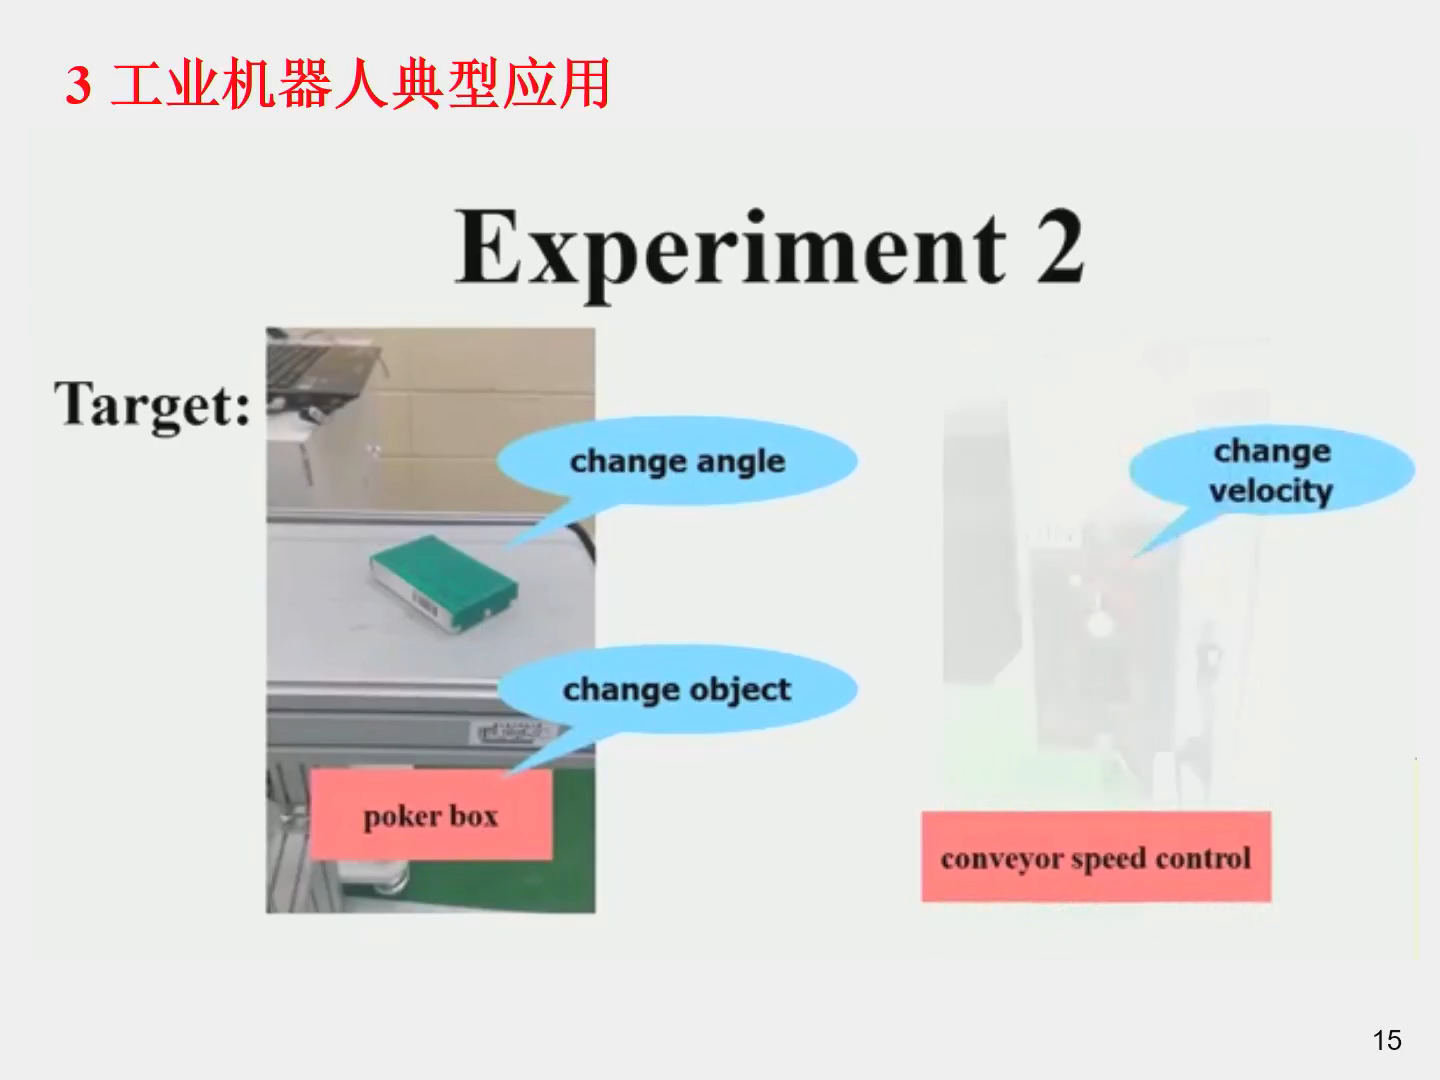 3 工业机器人典型应用
Experiment 2
Target:
change angle
change
velocity
change object
poker box
conveyor speed control
15